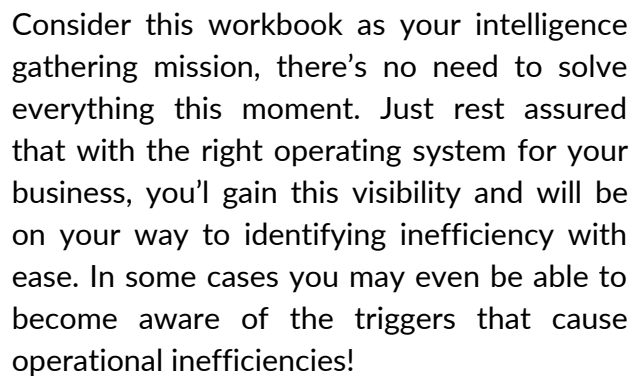 Consider this workbook as your intelligence
gathering mission, there’s no need to solve
everything this moment. Just rest assured
that with the right operating system for your
business, you’l gain this visibility and will be
on your way to identifying inefficiency with
ease. In some cases you may even be able to
become aware of the triggers that cause
operational inefficiencies!